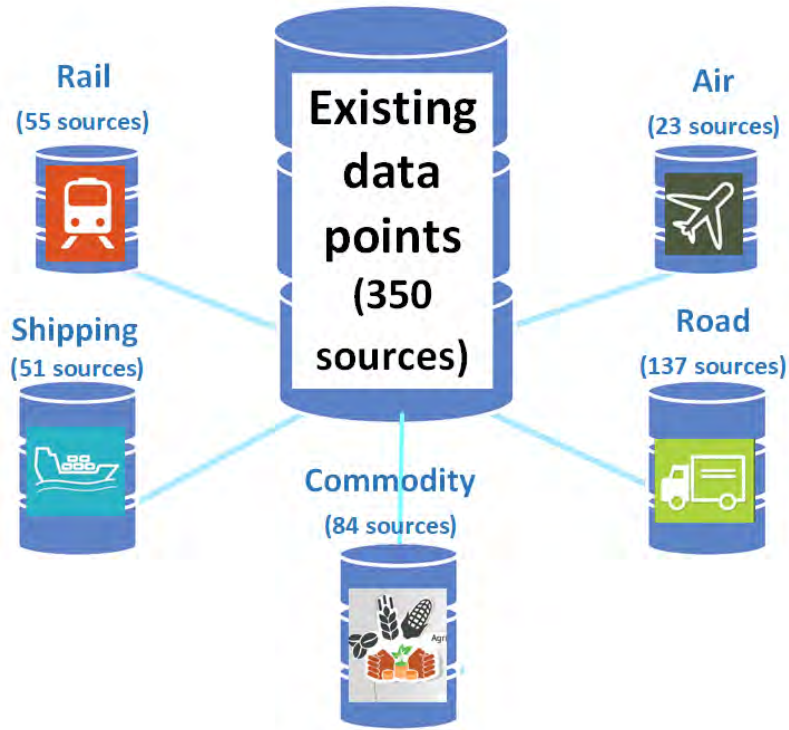 Existing
data
points
(350
sources)
Rail
(55 sources)
Air
(23 sources)
Shipping
(51 sources)
Road
(137 sources)
Commodity
(84 sources)
Agri